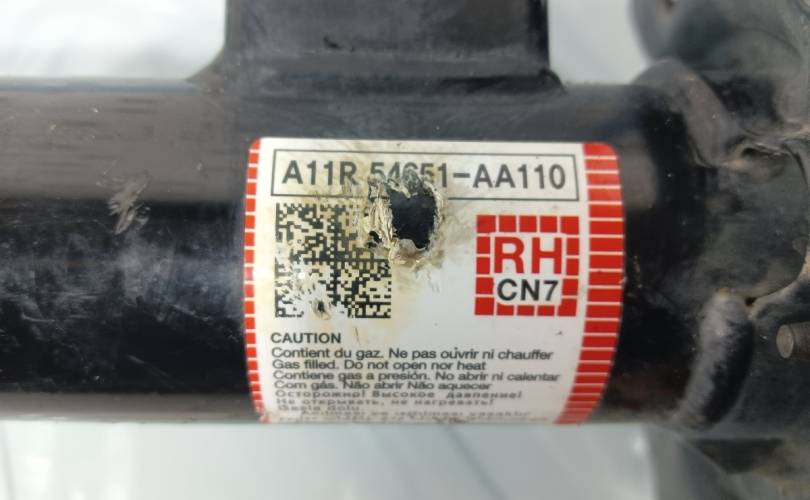 A11R 54651-AA110
RH
CN7
CAUTION
Contient du gaz. Ne pas ouvrir ni chauffer
Gas filled. Do not open nor heat
Contiene gas a presión. No abrir ni calentar
Com gás. Não abrir Não aquecer
Осторожно! Высокое давление!
Не открывать, не нагревать!
Gazla dolu.